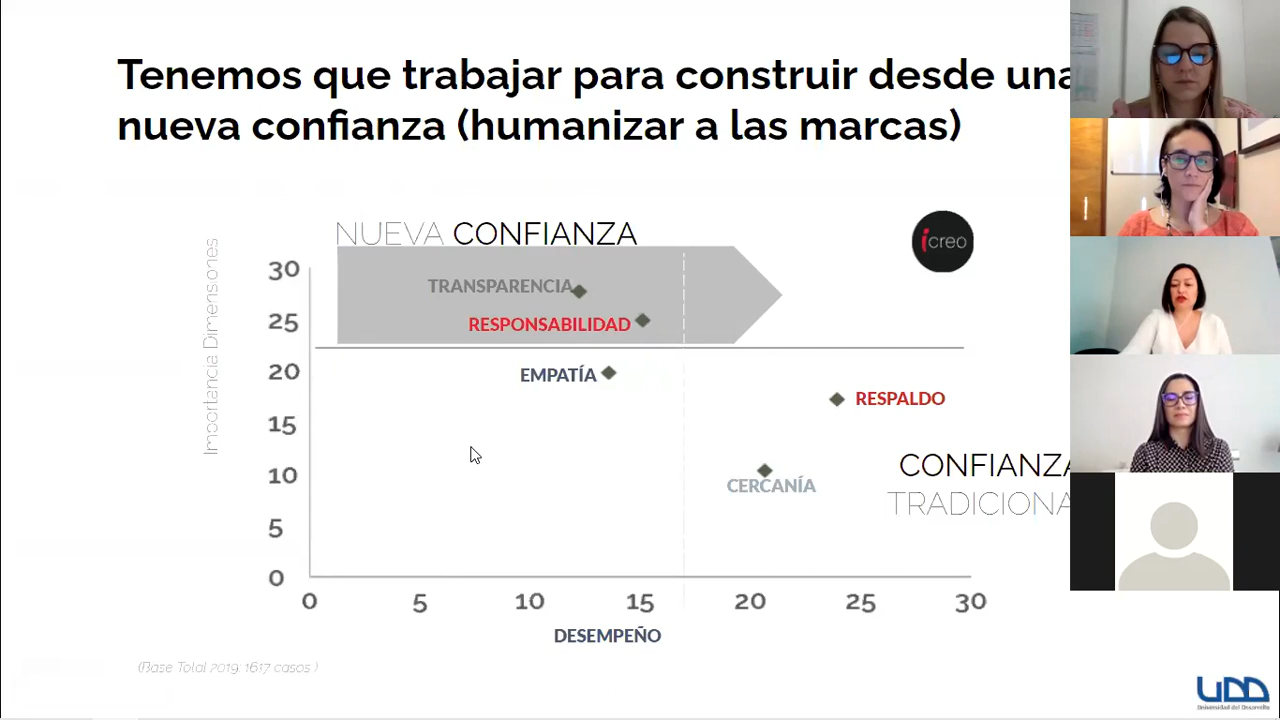 Tenemos que trabajar para construir desde una
nueva confianza (humanizar a las marcas)
NUEVA CONFIANZA
icreo
Importancia Dimensiones
30
TRANSPARENCIA
25
RESPONSABILIDAD
20
EMPATÍA
RESPALDO
15
10
CONFIANZA
CERCANÍA
TRADICIONA
5
0
0 5 10 15 20 25 30
DESEMPEÑO
(Base Total 2019: 1617 casos )
UDD
Universidad del Desarrollo